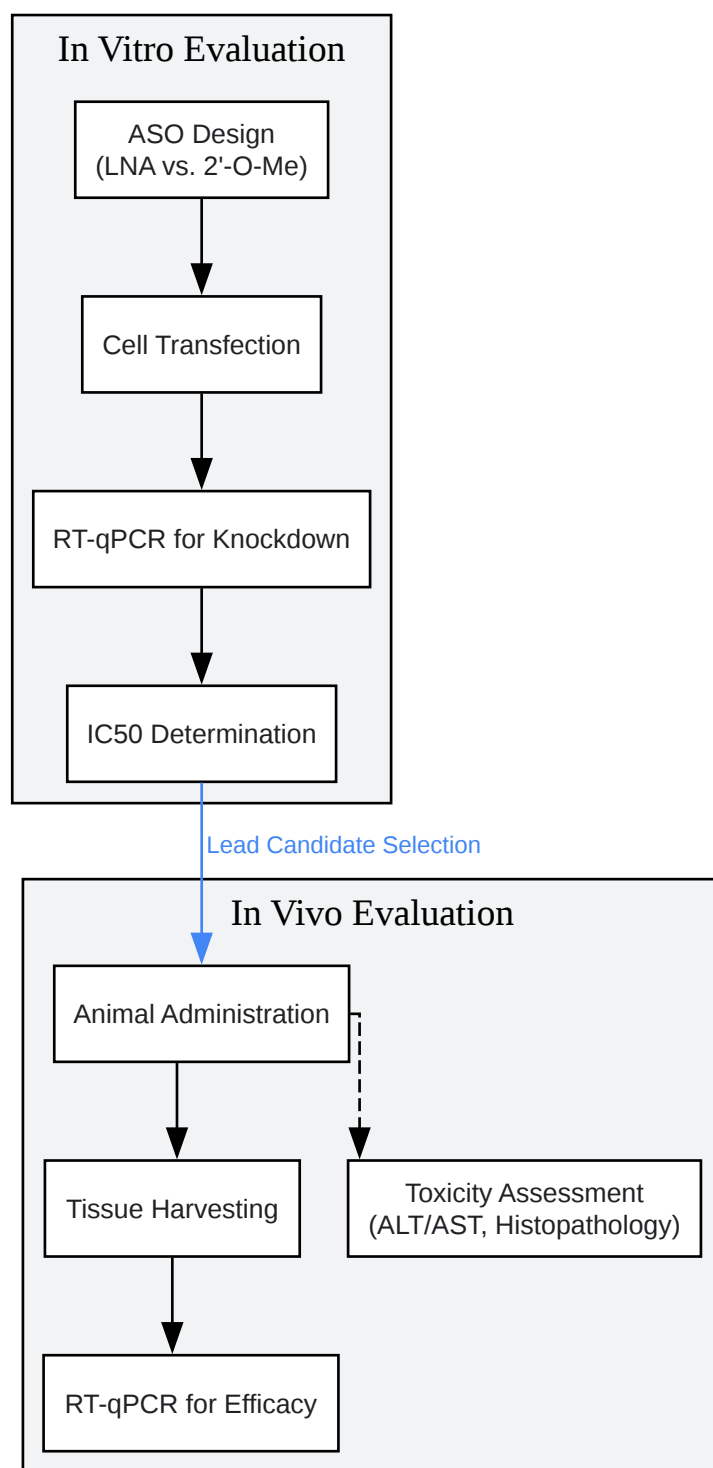 In Vitro Evaluation
ASO Design
(LNA vs. 2'-O-Me)
Cell Transfection
RT-qPCR for Knockdown
IC50 Determination
Lead Candidate Selection
In Vivo Evaluation
Animal Administration
Tissue Harvesting
Toxicity Assessment
(ALT/AST, Histopathology)
RT-qPCR for Efficacy